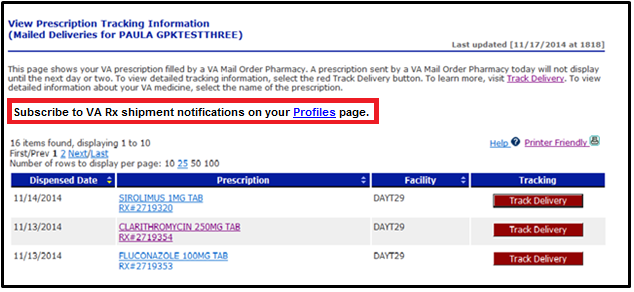 View Prescription Tracking Information
(Mailed Deliveries for PAULA GPKTESTTHREE)
Last updated [11/17/2014 at 1818]
This page shows your VA prescription filled by a VA Mail Order Pharmacy. A prescription sent by a VA Mail Order Pharmacy today will not display
until the next day or two. To view detailed tracking information, select the red Track Delivery button. To learn more, visit Track Delivery. To view
detailed information about your VA medicine, select the name of the prescription.
Subscribe to VA Rx shipment notifications on your Profiles page.
16 items found, displaying 1 to 10
Help Printer Friendly
First/Prev 1 2 Next/Last
Number of rows to display per page: 10 25 50 100
Dispensed Date Prescription Facility Tracking
11/14/2014 SIROLIMUS 1MG TAB DAYT29 Track Delivery
RX#2719320
11/13/2014 CLARITHROMYCIN 250MG TAB DAYT29 Track Delivery
RX#2719354
11/13/2014 FLUCONAZOLE 100MG TAB DAYT29 Track Delivery
RX#2719353